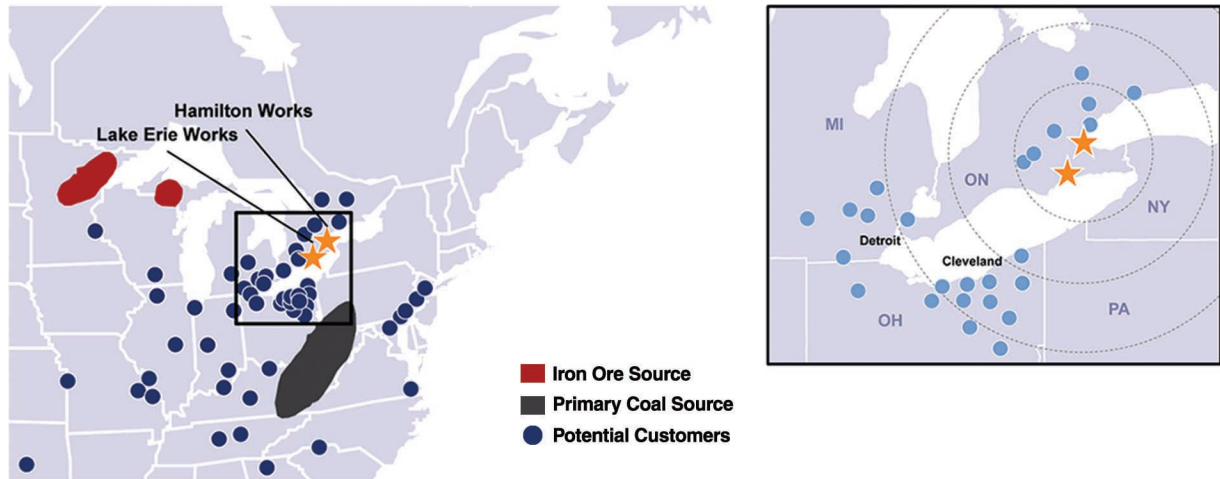 Hamilton Works
Lake Erie Works
Iron Ore Source
Primary Coal Source
Potential Customers
MI
ON
NY
Detroit
Cleveland
OH
PA